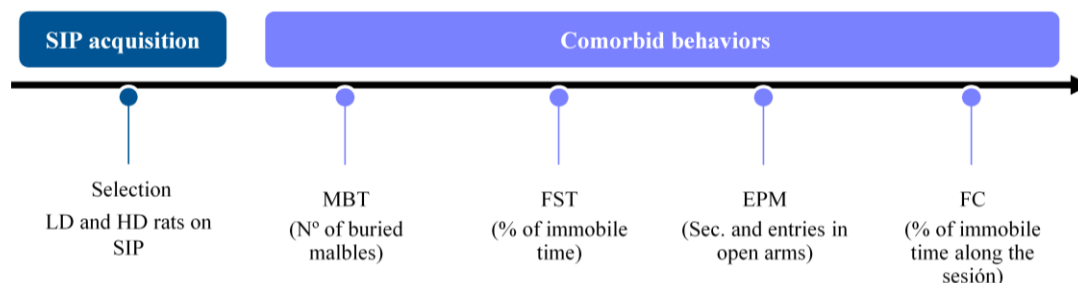 SIP acquisition
Comorbid behaviors
Selection
LD and HD rats on
SIP
MBT
(Nº of buried
malbles)
FST
(% of immobile
time)
EPM
(Sec. and entries in
open arms)
FC
(% of immobile
time along the
sesión)